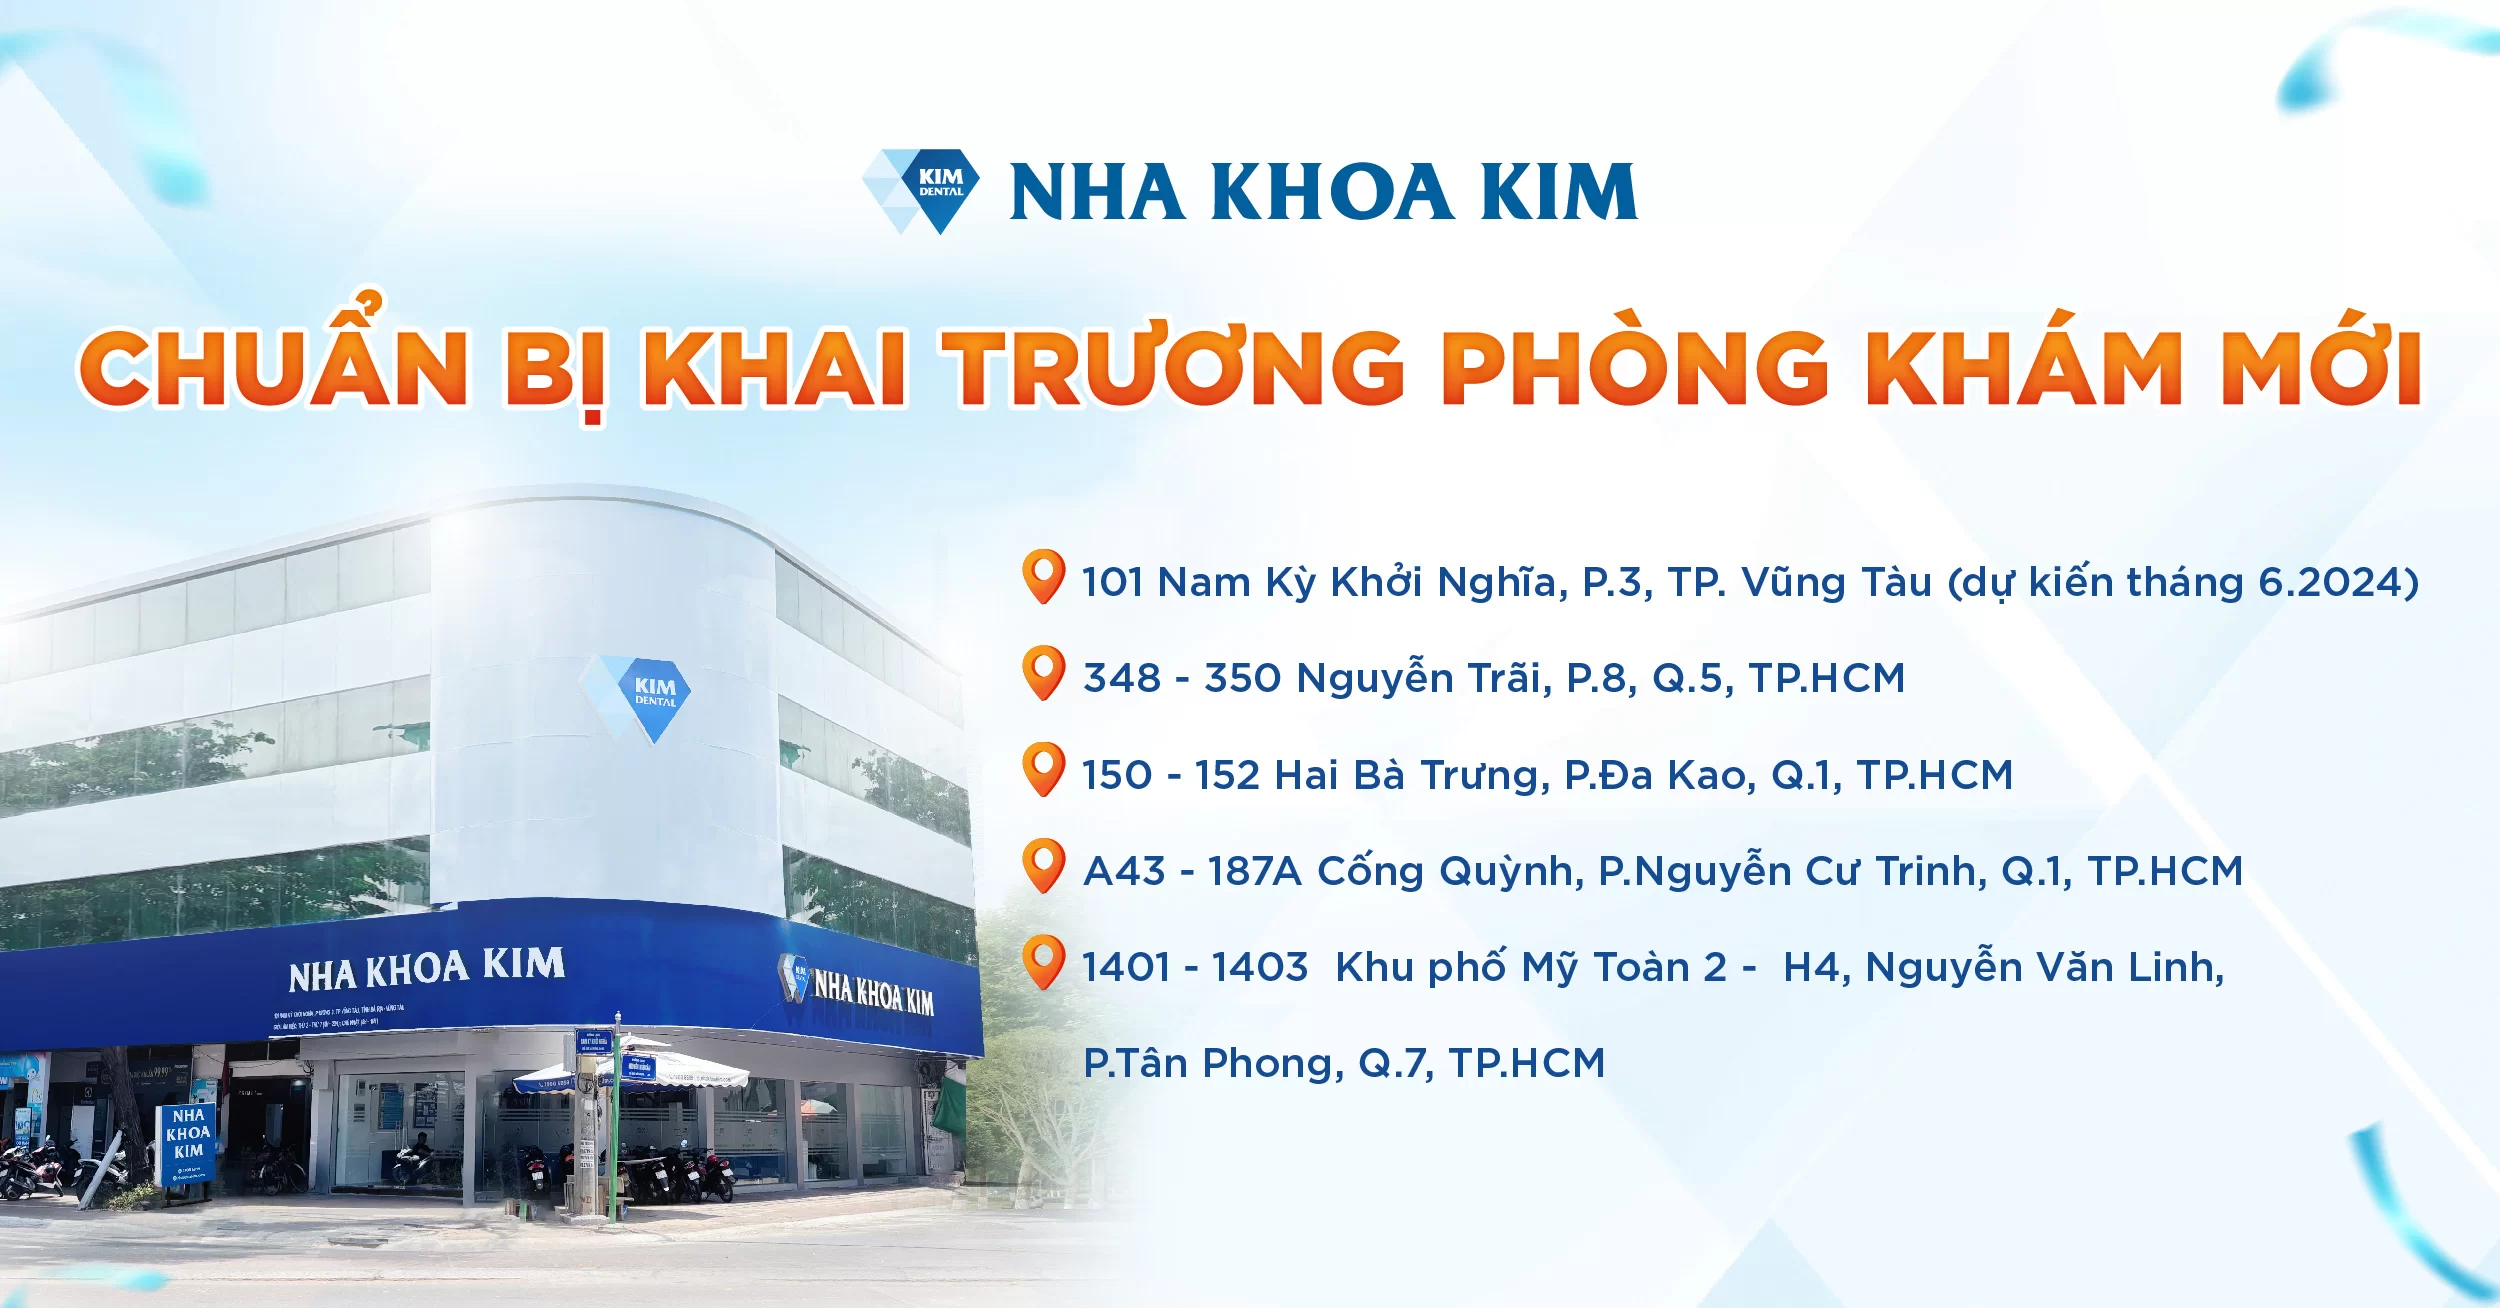 KIM
DENTAL
NHA KHOA KIM
CHUẨN BỊ KHAI TRƯƠNG PHÒNG KHÁM MỚI
101 Nam Kỳ Khởi Nghĩa, P.3, TP. Vũng Tàu (dự kiến tháng 6.2024)
348 - 350 Nguyễn Trãi, P.8, Q.5, TP.HCM
150 - 152 Hai Bà Trưng, P.Đa Kao, Q.1, TP.HCM
A43 - 187A Cống Quỳnh, P.Nguyễn Cư Trinh, Q.1, TP.HCM
1401 - 1403 Khu phố Mỹ Toàn 2 - H4, Nguyễn Văn Linh,
P.Tân Phong, Q.7, TP.HCM
KIM
DENTAL
NHA KHOA KIM
NHA KHOA KIM
NHA
KHOA
KIM